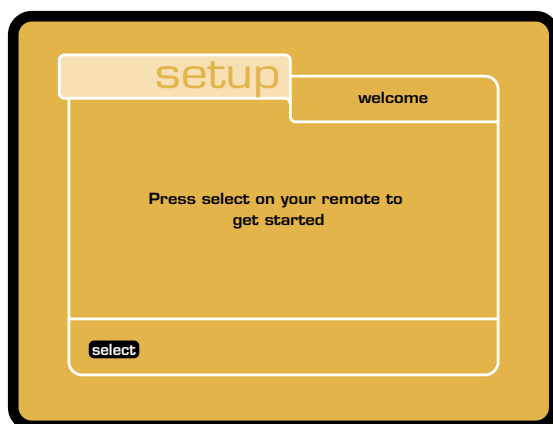 setup
welcome
Press select on your remote to
get started
select